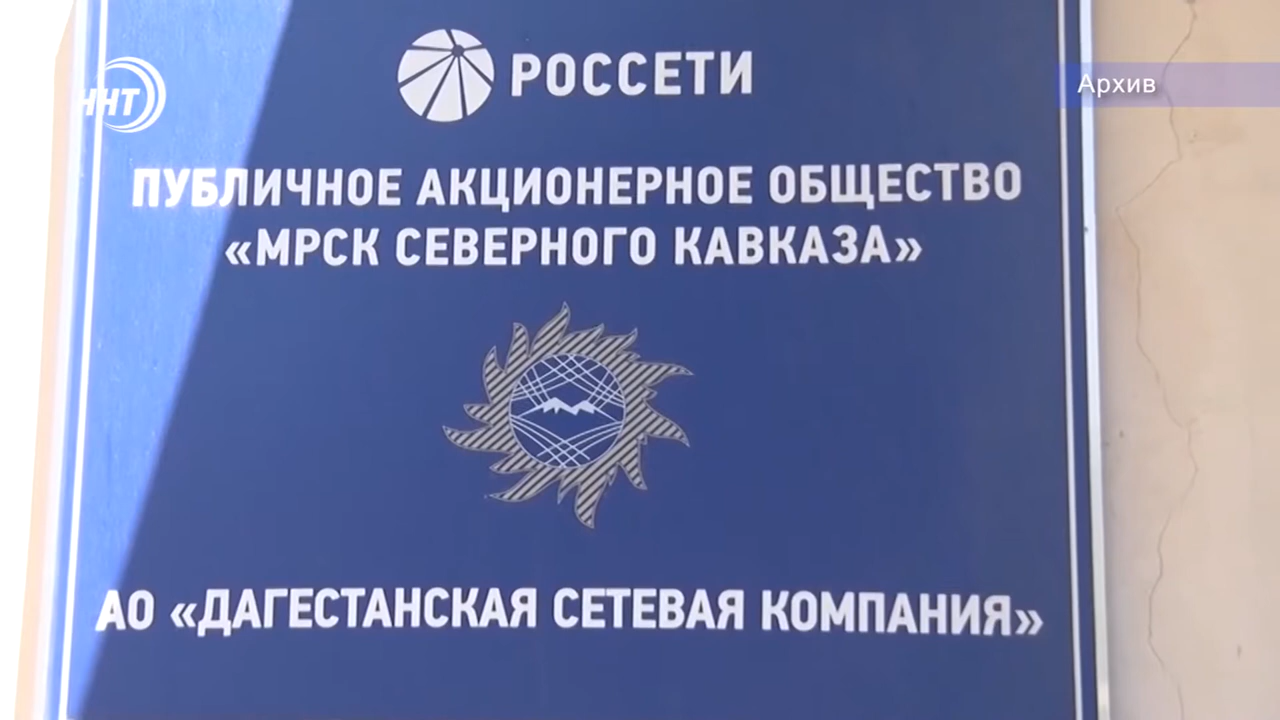 РОССЕТИ
ННТ
Архив
ПУБЛИЧНОЕ АКЦИОНЕРНОЕ ОБЩЕСТВО
«МРСК СЕВЕРНОГО КАВКАЗА»
АО «ДАГЕСТАНСКАЯ СЕТЕВАЯ КОМПАНИЯ»